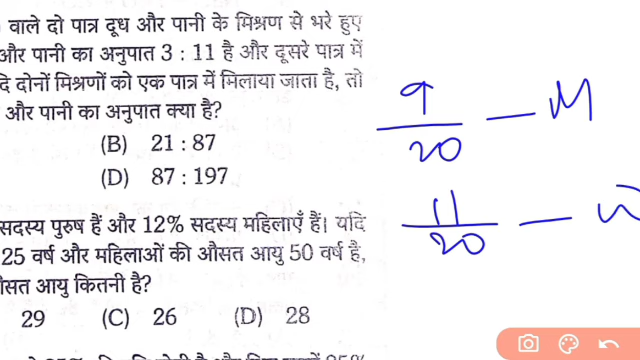 वाले दो पात्र दूध और पानी के मिश्रण से भरे हुए
और पानी का अनुपात 3 : 11 है और दूसरे पात्र में
दि दोनों मिश्रणों को एक पात्र में मिलाया जाता है, तो
और पानी का अनुपात क्या है?
(B) 21 : 87
(D) 87 : 197
सदस्य पुरुष हैं और 12% सदस्य महिलाएँ हैं। यदि
25 वर्ष और महिलाओं की औसत आयु 50 वर्ष है,
औसत आयु कितनी है?
29 (C) 26 (D) 28
9/20 — M
11/20 — W